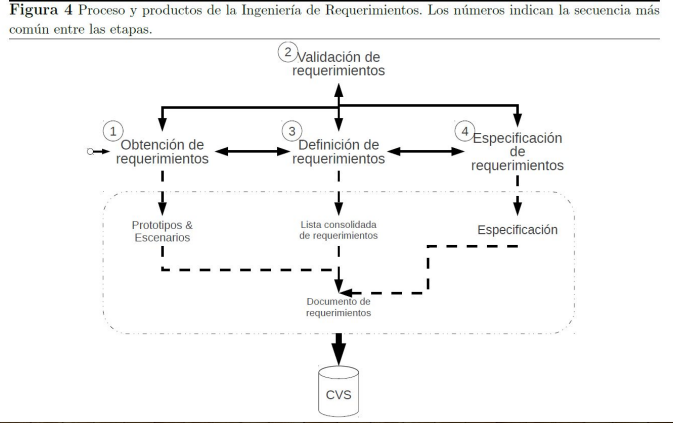 Figura 4 Proceso y productos de la Ingeniería de Requerimientos. Los números indican la secuencia más
común entre las etapas.
2
Validación de
requerimientos
1
Obtención de
requerimientos
3
Definición de
requerimientos
4
Especificación
de
requerimientos
Prototipos &
Escenarios
Lista consolidada
de requerimientos
Especificación
Documento de
requerimientos
CVS